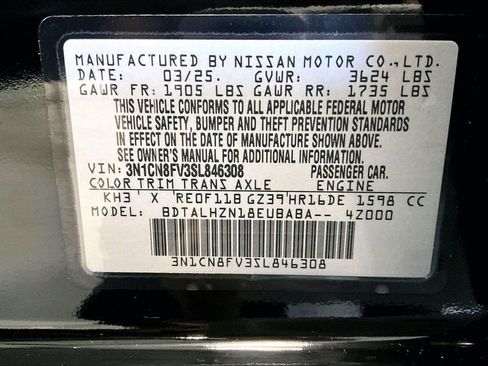 MANUFACTURED BY NISSAN MOTOR CO.,LTD.
DATE: 03/25. GVWR: 3624 LBS
GAWR FR: 1905 LBS GAWR RR: 1735 LBS
THIS VEHICLE CONFORMS TO ALL APPLICABLE FEDERAL MOTOR
VEHICLE SAFETY, BUMPER AND THEFT PREVENTION STANDARDS
IN EFFECT ON THE DATE OF MANUFACTURE SHOWN ABOVE.
SEE OWNER'S MANUAL FOR ADDITIONAL INFORMATION.
VIN: 3N1CN8FV3SL846308 PASSENGER CAR.
COLOR TRIM TRANS AXLE ENGINE
KH3 ' X 'RE0F11B GZ39'HR16DE 1598 CC
MODEL: BDTALHZN18EUBABA-- 4Z000
3N1CN8FV3SL846308